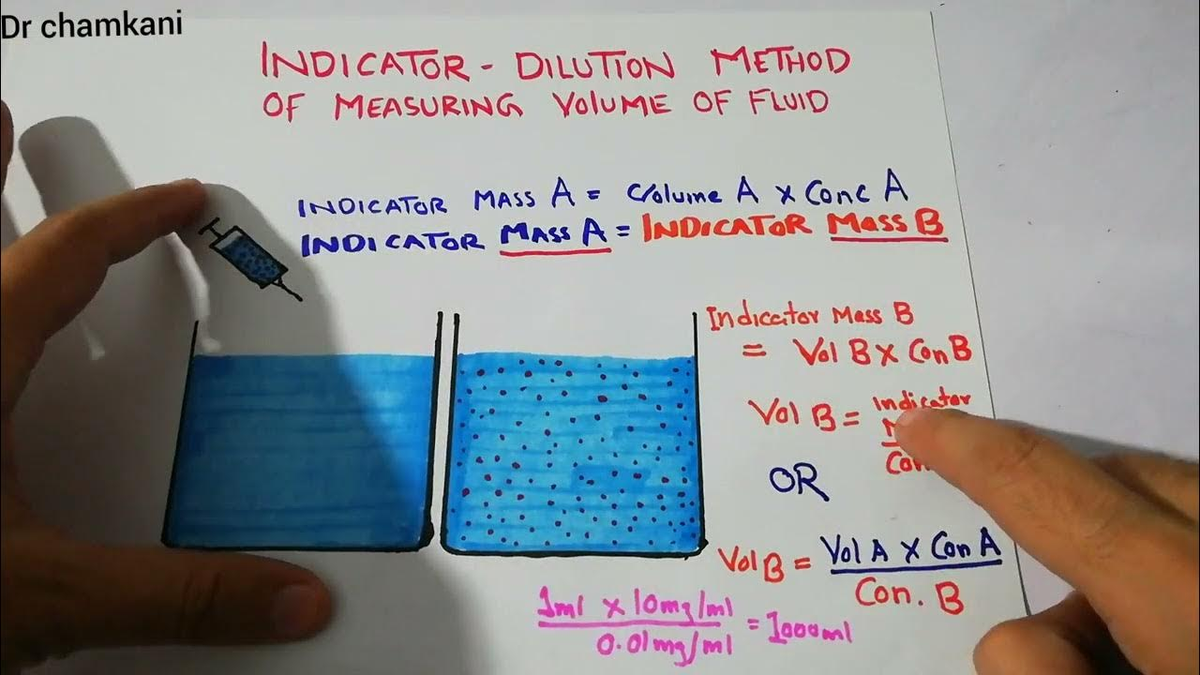 Dr chamkani
INDICATOR - DILUTION METHOD
OF MEASURING VOLUME OF FLUID
INDICATOR MASS A = Volume A x Conc A
INDICATOR MASS A = INDICATOR MASS B
Indicator Mass B
= Vol B x Con B
Vol B = Indicator
OR
Vol B = Vol A x Con A
Con. B
1ml x 10mg/ml = 1000ml
0.01mg/ml